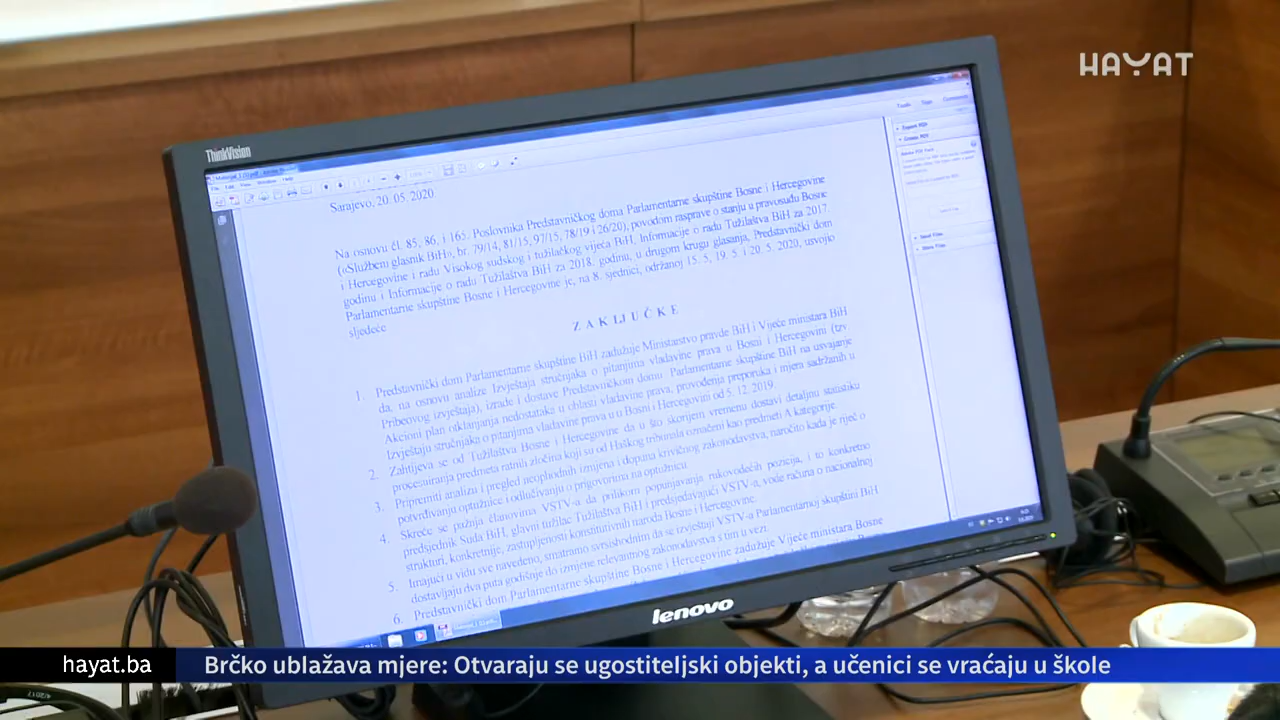 HAYAT
ThinkVision
Sarajevo, 20. 05. 2020.
Na osnovu čl. 85, 86, i 165. Poslovnika Predstavničkog doma Parlamentarne skupštine Bosne i Hercegovine
(«Službeni glasnik BiH», br. 79/14, 81/15, 97/15, 78/19 i 26/20), povodom rasprave o stanju u pravosuđu Bosne
i Hercegovine i radu Visokog sudskog i tužilačkog vijeća BiH, Informacije o radu Tužilaštva BiH za 2017.
godinu i Informacije o radu Tužilaštva BiH za 2018. godinu, u drugom krugu glasanja, Predstavnički dom
Parlamentarne skupštine Bosne i Hercegovine je, na 8. sjednici, održanoj 15. 5, 19. 5. i 20. 5. 2020, usvojio
sljedeće
Z A K LJ U Č K E
1. Predstavnički dom Parlamentarne skupštine BiH zadužuje Ministarstvo pravde BiH i Vijeće ministara BiH
da, na osnovu analize Izvještaja stručnjaka o pitanjima vladavine prava u Bosni i Hercegovini (tzv.
Pribeovog izvještaja), izrade i dostave Predstavničkom domu Parlamentarne skupštine BiH na usvajanje
Akcioni plan otklanjanja nedostataka u oblasti vladavine prava, provođenja preporuka i mjera sadržanih u
Izvještaju stručnjaka o pitanjima vladavine prava u u Bosni i Hercegovini od 5. 12. 2019.
2. Zahtijeva se od Tužilaštva Bosne i Hercegovine da u što skorijem vremenu dostavi detaljnu statistiku
procesuiranja predmeta ratnih zločina koji su od Haškog tribunala označeni kao predmeti A kategorije.
3. Pripremiti analizu i pregled neophodnih izmjena i dopuna krivičnog zakonodavstva, naročito kada je riječ o
potvrđivanju optužnice i odlučivanju o prigovorima na optužnicu.
4. Skreće se pažnja članovima VSTV-a da prilikom popunjavanja rukovodećih pozicija, i to konkretno
predsjednik Suda BiH, glavni tužilac Tužilaštva BiH i predsjedavajući VSTV-a, vode računa o nacionalnoj
strukturi, konkretnije, zastupljenosti konstitutivnih naroda Bosne i Hercegovine.
5. Imajući u vidu sve navedeno, smatramo svrsishodnim da se izvještaji VSTV-a Parlamentarnoj skupštini BiH
dostavljaju dva puta godišnje do izmjene relevantnog zakonodavstva s tim u vezi.
6. Predstavnički dom Parlamentarne skupštine Bosne i Hercegovine zadužuje Vijeće ministara Bosne
lenovo
hayat.ba
Brčko ublažava mjere: Otvaraju se ugostiteljski objekti, a učenici se vraćaju u škole